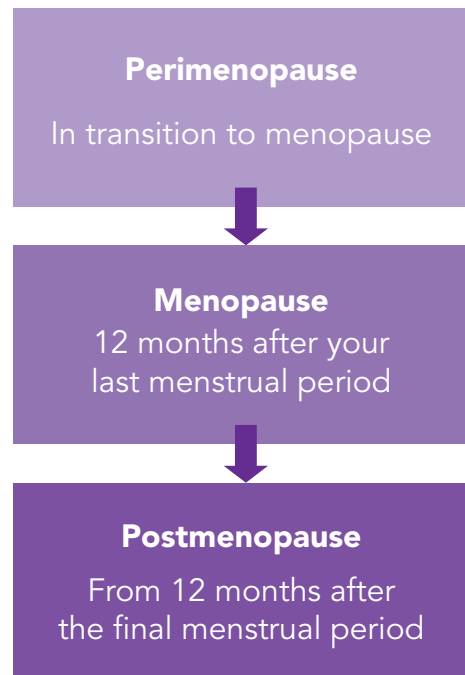 Perimenopause
In transition to menopause
Menopause
12 months after your
last menstrual period
Postmenopause
From 12 months after
the final menstrual period